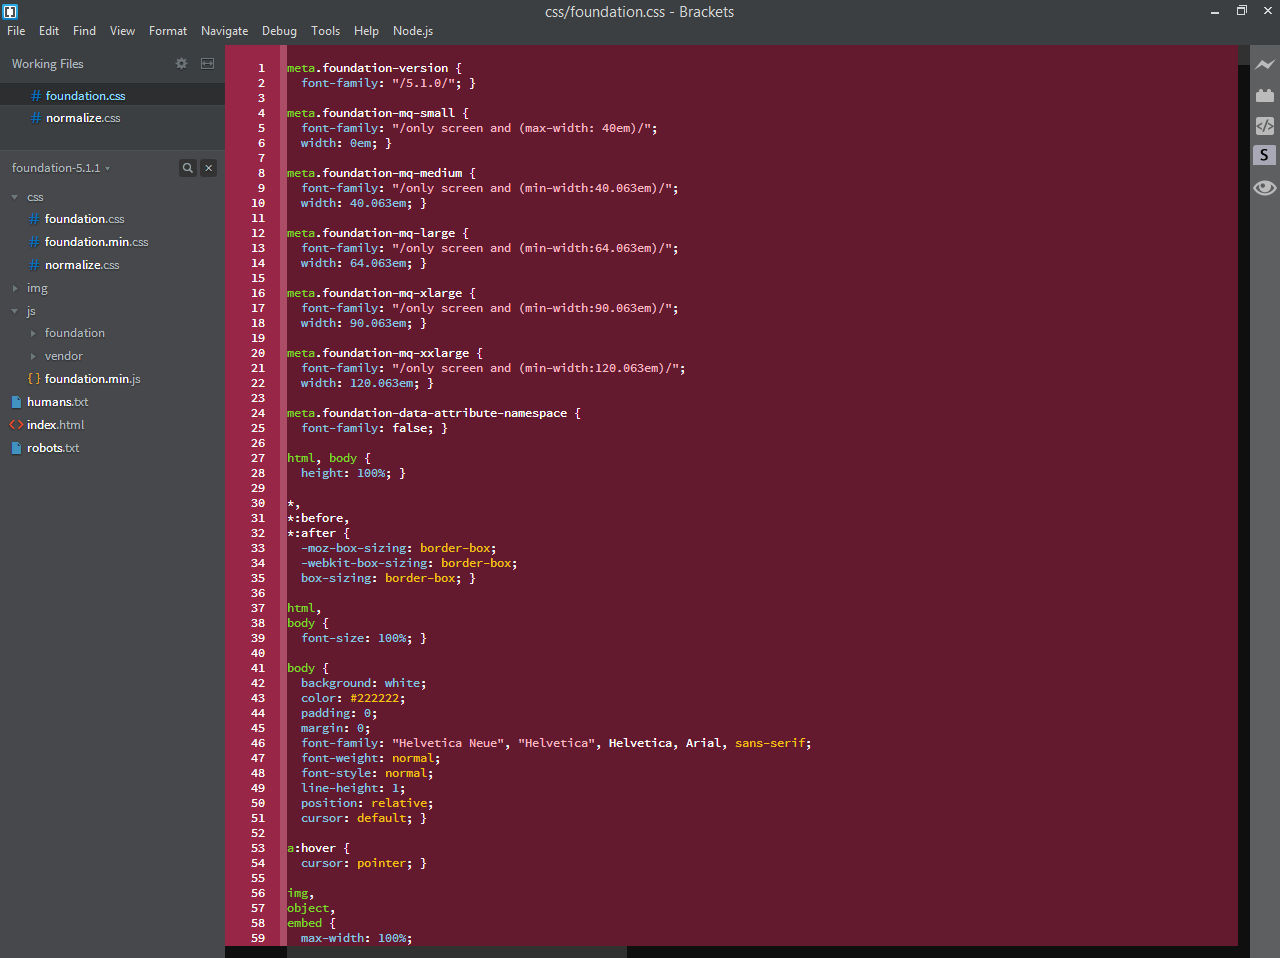 css/foundation.css - Brackets
File Edit Find View Format Navigate Debug Tools Help Node.js
Working Files
# foundation.css
# normalize.css
foundation-5.1.1
css
# foundation.css
# foundation.min.css
# normalize.css
img
js
foundation
vendor
{} foundation.min.js
humans.txt
<> index.html
robots.txt
1 meta.foundation-version {
2   font-family: "/5.1.0/"; }
3
4 meta.foundation-mq-small {
5   font-family: "/only screen and (max-width: 40em)/";
6   width: 0em; }
7
8 meta.foundation-mq-medium {
9   font-family: "/only screen and (min-width:40.063em)/";
10   width: 40.063em; }
11
12 meta.foundation-mq-large {
13   font-family: "/only screen and (min-width:64.063em)/";
14   width: 64.063em; }
15
16 meta.foundation-mq-xlarge {
17   font-family: "/only screen and (min-width:90.063em)/";
18   width: 90.063em; }
19
20 meta.foundation-mq-xxlarge {
21   font-family: "/only screen and (min-width:120.063em)/";
22   width: 120.063em; }
23
24 meta.foundation-data-attribute-namespace {
25   font-family: false; }
26
27 html, body {
28   height: 100%; }
29
30 *,
31 *:before,
32 *:after {
33   -moz-box-sizing: border-box;
34   -webkit-box-sizing: border-box;
35   box-sizing: border-box; }
36
37 html,
38 body {
39   font-size: 100%; }
40
41 body {
42   background: white;
43   color: #222222;
44   padding: 0;
45   margin: 0;
46   font-family: "Helvetica Neue", "Helvetica", Helvetica, Arial, sans-serif;
47   font-weight: normal;
48   font-style: normal;
49   line-height: 1;
50   position: relative;
51   cursor: default; }
52
53 a:hover {
54   cursor: pointer; }
55
56 img,
57 object,
58 embed {
59   max-width: 100%;
</>
S